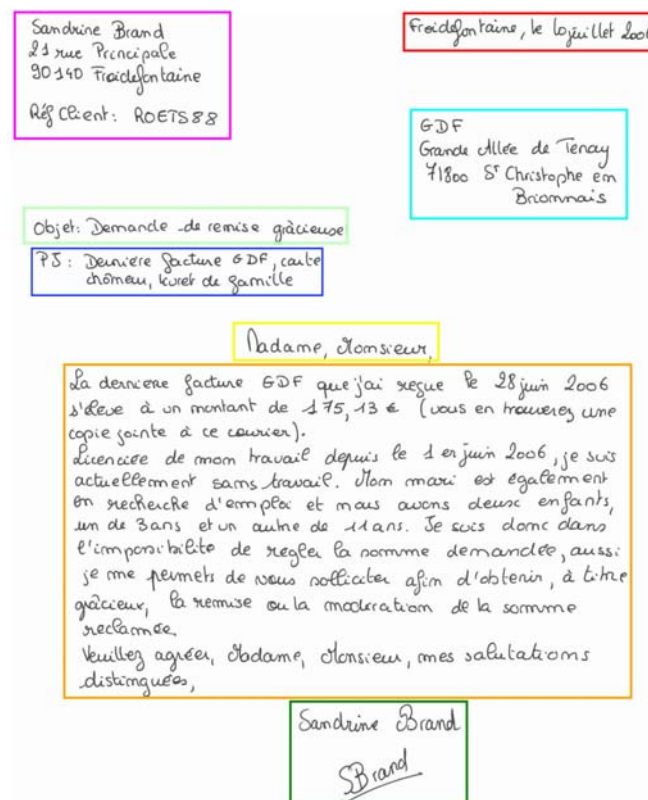 Sandrine Brand
21 rue Principale
90140 Froidefontaine
Réf Client: ROETS88
Froidefontaine, le 10 juillet 2006
GDF
Grande Allée de Tenay
71800 St Christophe en
Brionnais
Objet: Demande de remise grâcieuse
PJ: Dernière facture GDF, carte
chômeur, livret de famille
Madame, Monsieur,
La dernière facture GDF que j'ai reçue le 28 juin 2006
s'élève à un montant de 175,13 € (vous en trouverez une
copie jointe à ce courrier).
Licenciée de mon travail depuis le 1er juin 2006, je suis
actuellement sans travail. Mon mari est également
en recherche d'emploi et nous avons deux enfants,
un de 3 ans et un autre de 11 ans. Je suis donc dans
l'impossibilité de régler la somme demandée, aussi
je me permets de vous solliciter afin d'obtenir, à titre
grâcieux, la remise ou la modération de la somme
réclamée.
Veuillez agréer, Madame, Monsieur, mes salutations
distinguées,
Sandrine Brand
SBrand